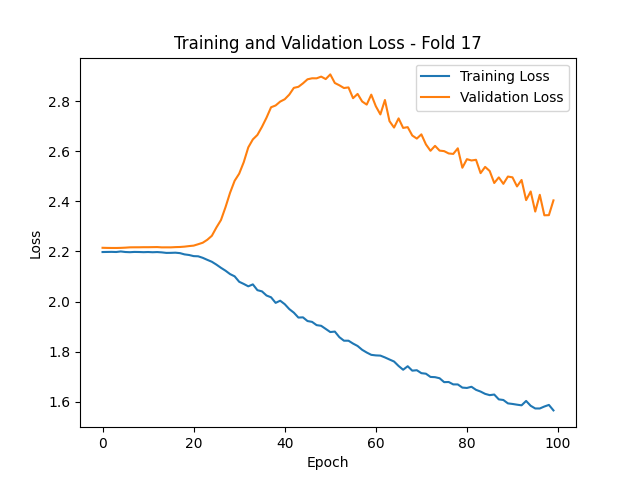 Training and Validation Loss - Fold 17
Training Loss
Validation Loss
Loss
2.8
2.6
2.4
2.2
2.0
1.8
1.6
0 20 40 60 80 100
Epoch